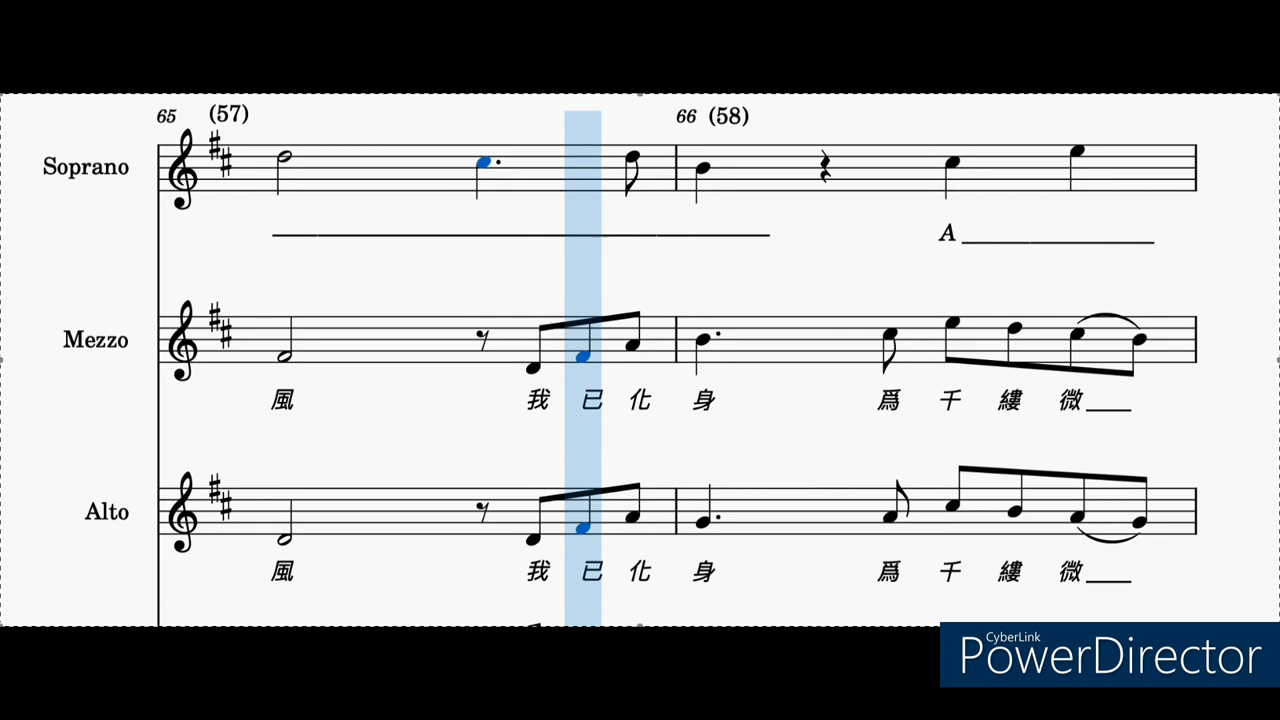 65 (57) 66 (58)
Soprano
A
Mezzo
風 我 已 化 身 爲 千 縷 微
Alto
風 我 已 化 身 爲 千 縷 微
CyberLink
PowerDirector